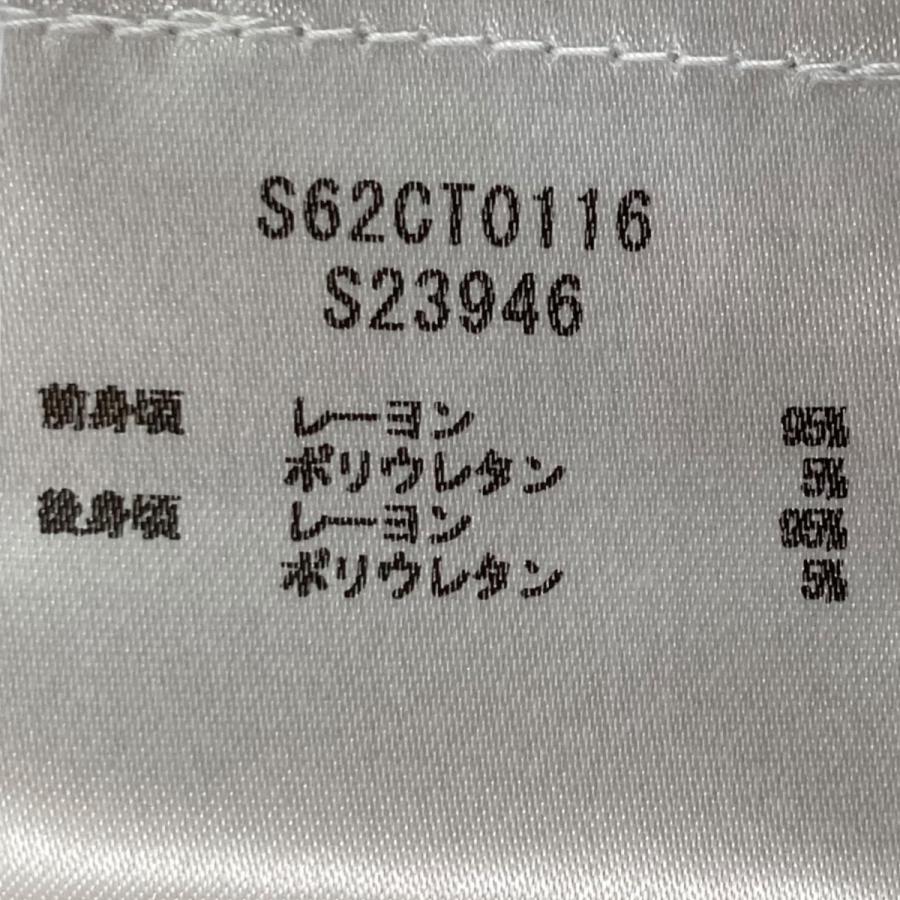 S62CT0116
S23946
前身頃 レーヨン 95%
ポリウレタン 5%
後身頃 レーヨン 95%
ポリウレタン 5%